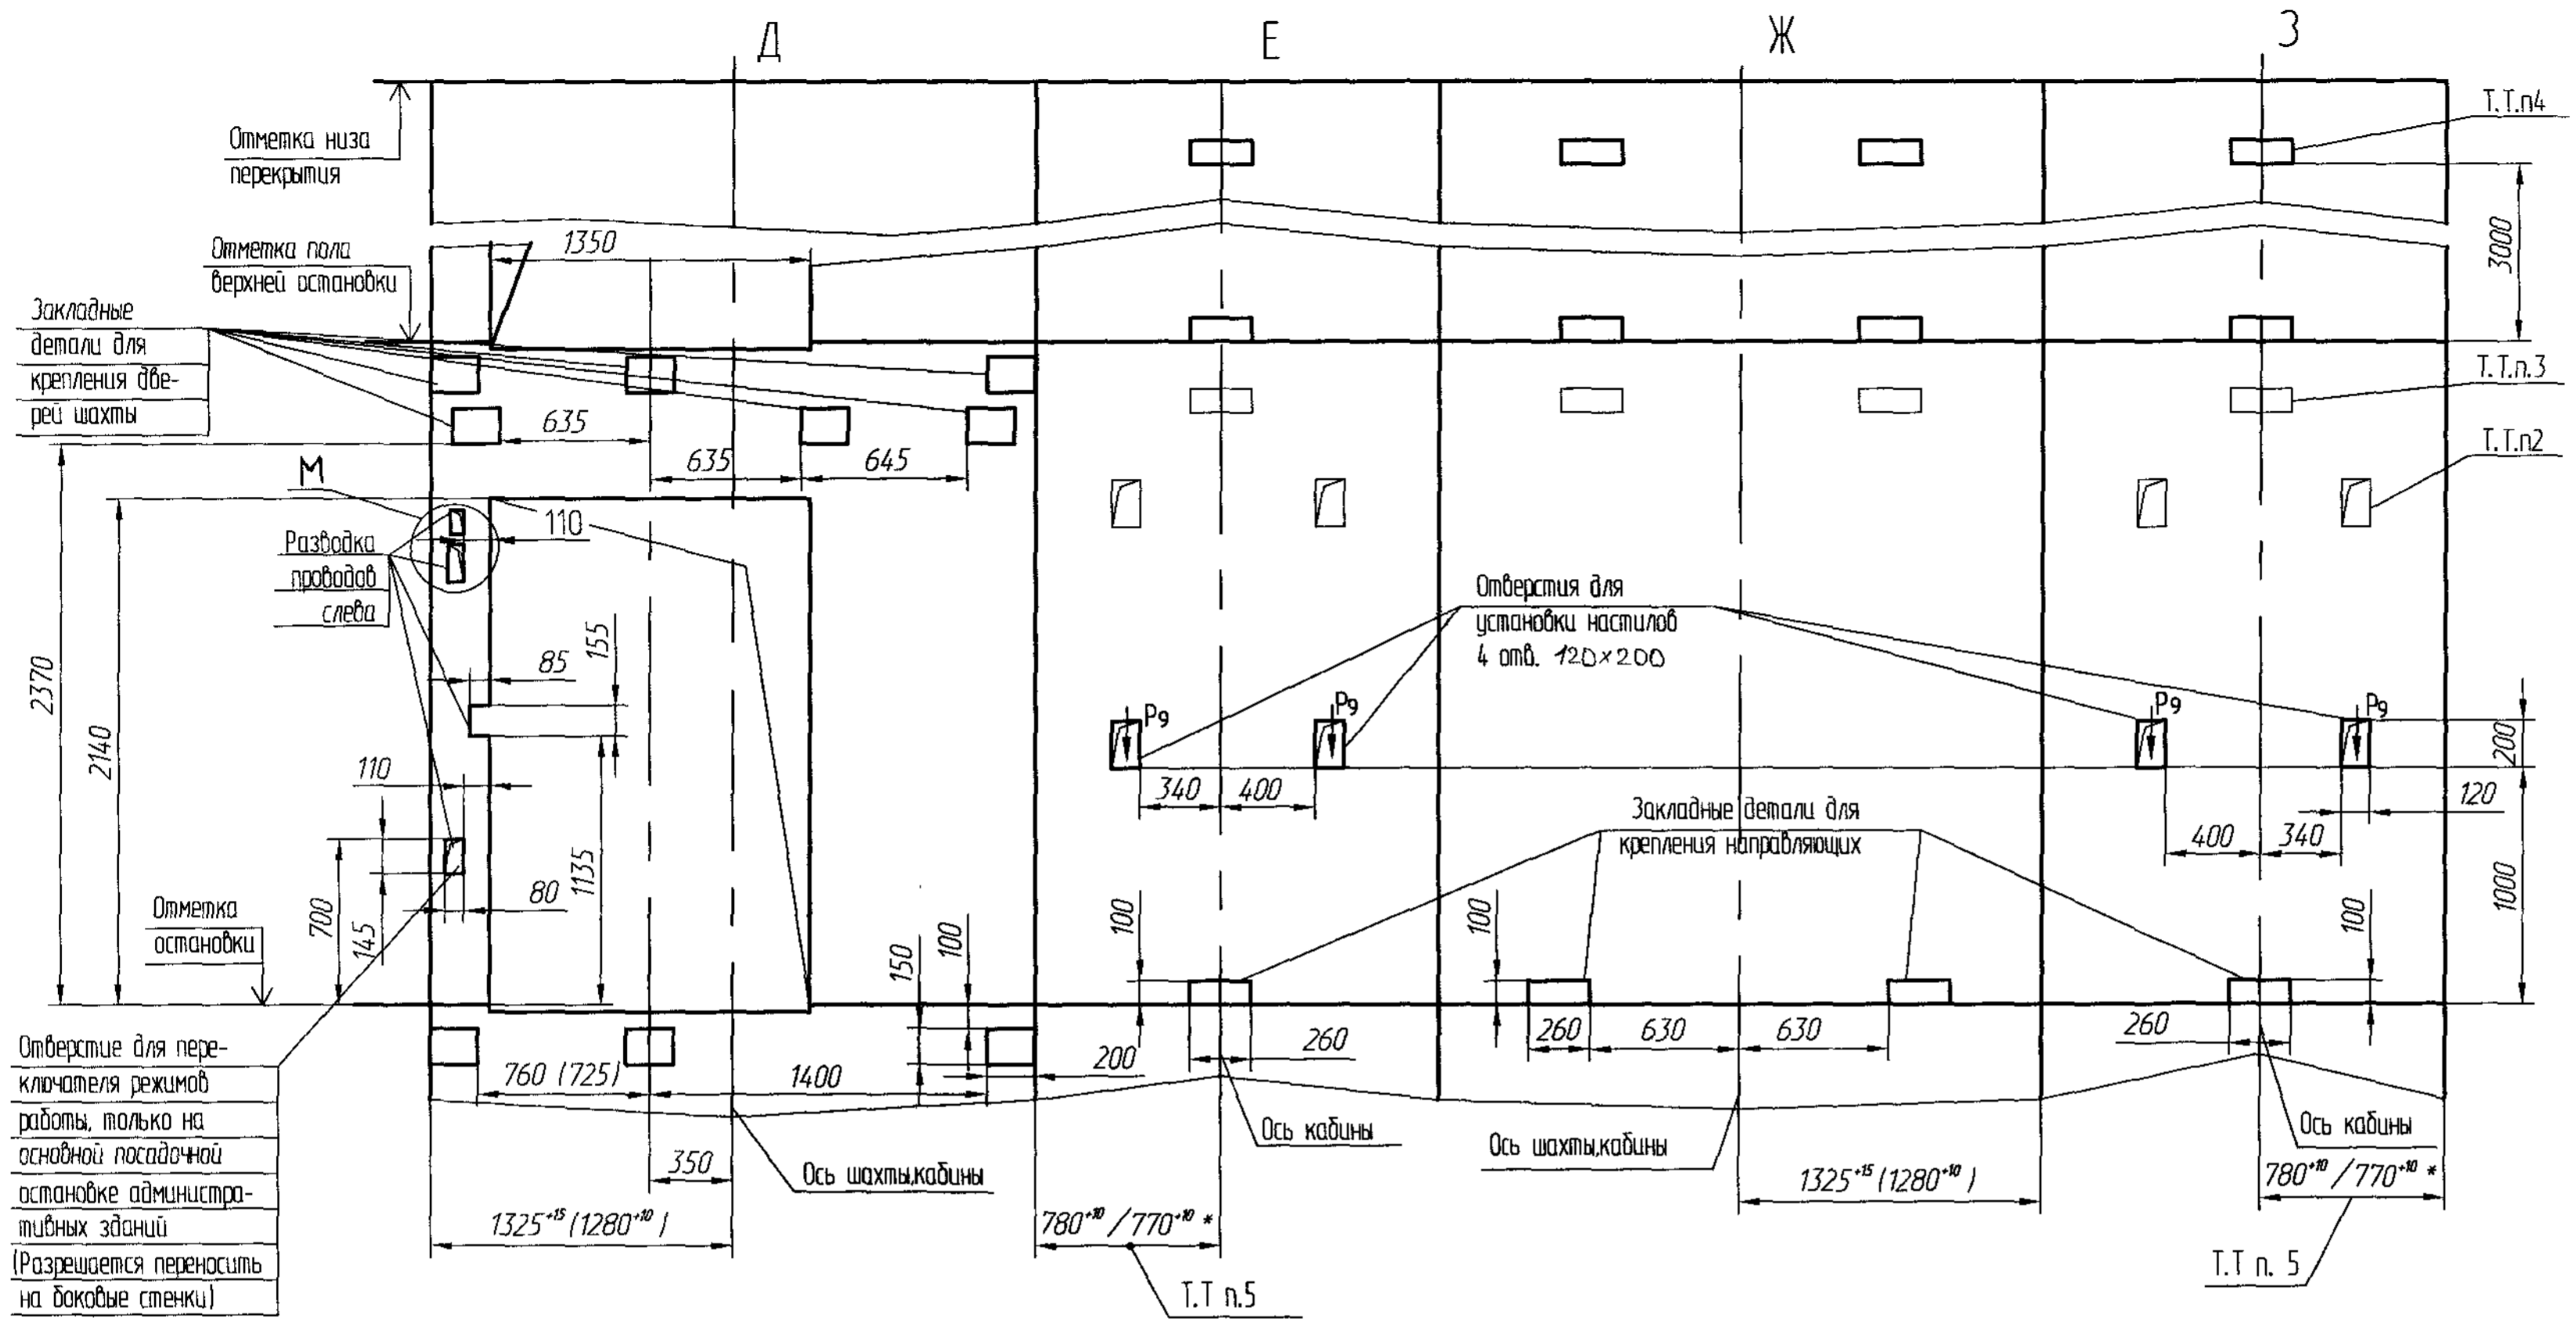 Д
Е
Ж
З
Т.Т.п4
Отметка низа
перекрытия
Отметка пола
верхней остановки
1350
3000
Закладные
детали для
крепления две-
рей шахты
Т.Т.п.3
635
635
645
Т.Т.п2
М
110
Разводка
проводов
слева
Отверстия для
установки настилов
4 отв. 120×200
155
85
2370
2140
Р9
Р9
Р9
Р9
200
110
340
400
120
Закладные детали для
крепления направляющих
400
340
1135
80
700
145
Отметка
остановки
150
100
100
100
100
1000
Отверстие для пере-
ключателя режимов
работы, только на
основной посадочной
остановке администра-
тивных зданий
(Разрешается переносить
на боковые стенки)
760 (725)
1400
200
260
260
630
630
260
350
Ось шахты,кабины
Ось кабины
Ось шахты,кабины
Ось кабины
1325+15 (1280+10)
780+10/770+10 *
1325+15 (1280+10)
780+10/770+10 *
Т.Т п.5
Т.Т п. 5